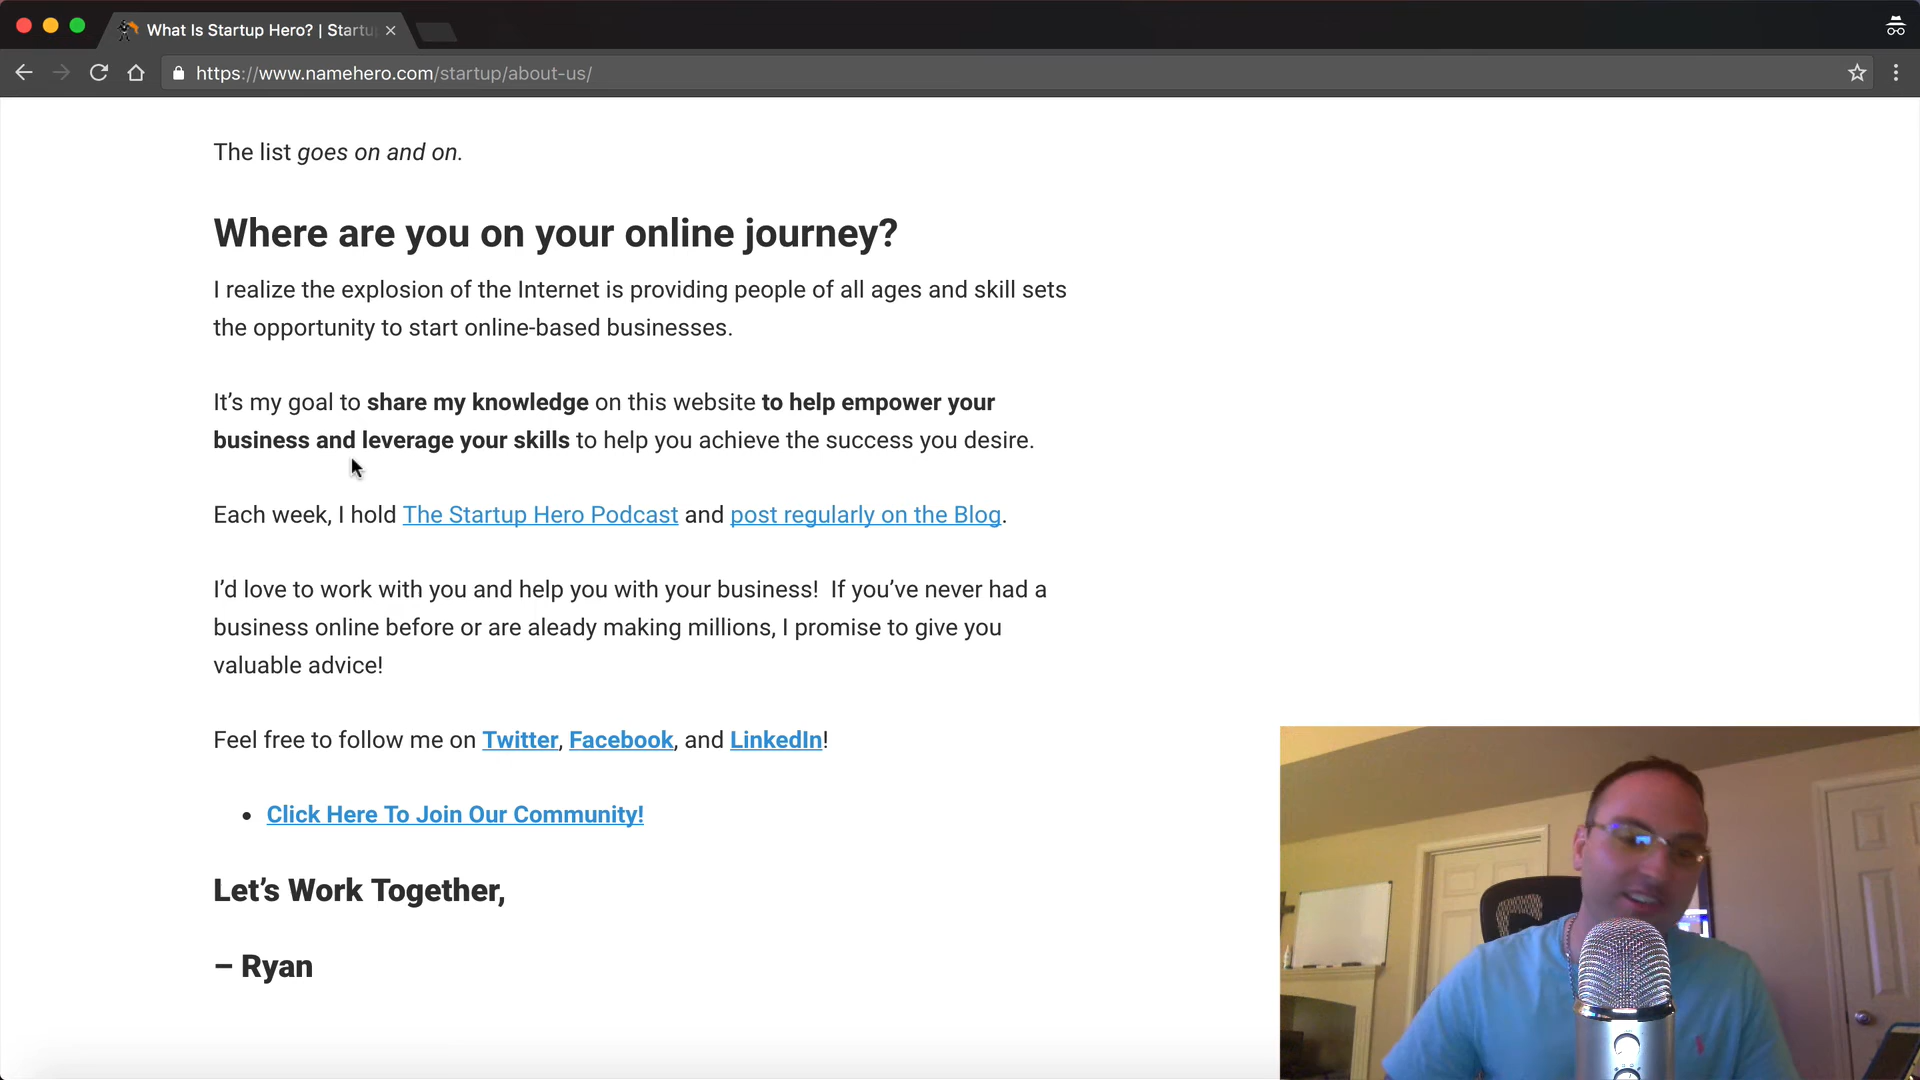 What Is Startup Hero? | Startu
https://www.namehero.com/startup/about-us/
The list goes on and on.
Where are you on your online journey?
I realize the explosion of the Internet is providing people of all ages and skill sets
the opportunity to start online-based businesses.
It’s my goal to share my knowledge on this website to help empower your
business and leverage your skills to help you achieve the success you desire.
Each week, I hold The Startup Hero Podcast and post regularly on the Blog.
I’d love to work with you and help you with your business!  If you’ve never had a
business online before or are aleady making millions, I promise to give you
valuable advice!
Feel free to follow me on Twitter, Facebook, and LinkedIn!
• Click Here To Join Our Community!
Let’s Work Together,
– Ryan